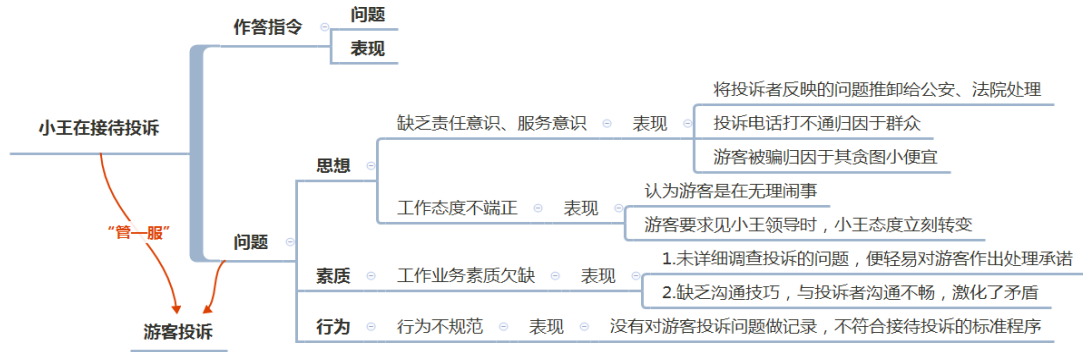 小王在接待投诉
"管—服"
游客投诉
作答指令
问题
表现
问题
思想
缺乏责任意识、服务意识
表现
将投诉者反映的问题推卸给公安、法院处理
投诉电话打不通归因于群众
游客被骗归因于其贪图小便宜
工作态度不端正
表现
认为游客是在无理闹事
游客要求见小王领导时，小王态度立刻转变
素质
工作业务素质欠缺
表现
1.未详细调查投诉的问题，便轻易对游客作出处理承诺
2.缺乏沟通技巧，与投诉者沟通不畅，激化了矛盾
行为
行为不规范
表现
没有对游客投诉问题做记录，不符合接待投诉的标准程序